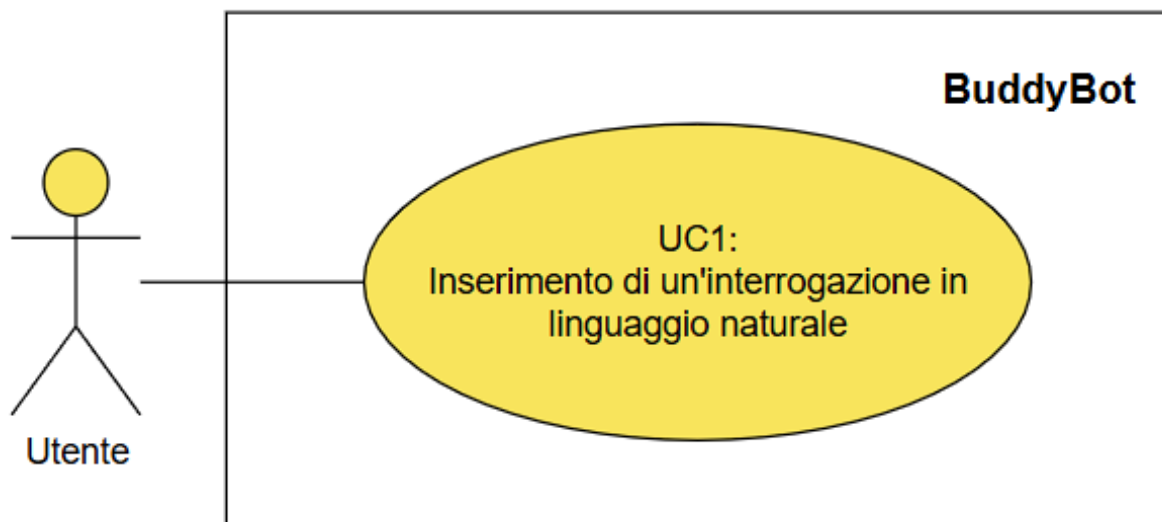 BuddyBot
UC1:
Inserimento di un'interrogazione in
linguaggio naturale
Utente